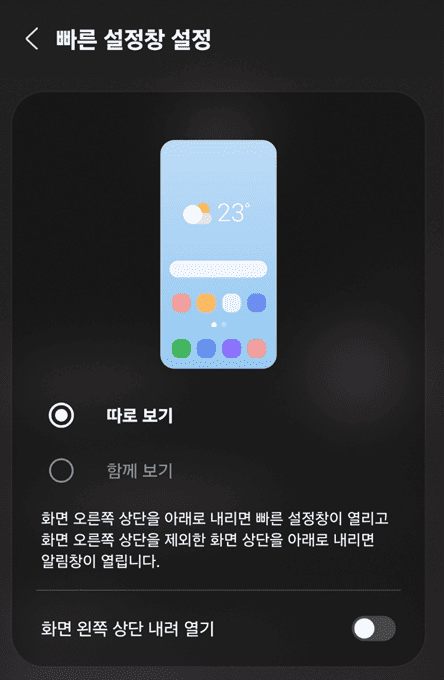 빠른 설정창 설정
23°
따로 보기
함께 보기
화면 오른쪽 상단을 아래로 내리면 빠른 설정창이 열리고
화면 오른쪽 상단을 제외한 화면 상단을 아래로 내리면
알림창이 열립니다.
화면 왼쪽 상단 내려 열기